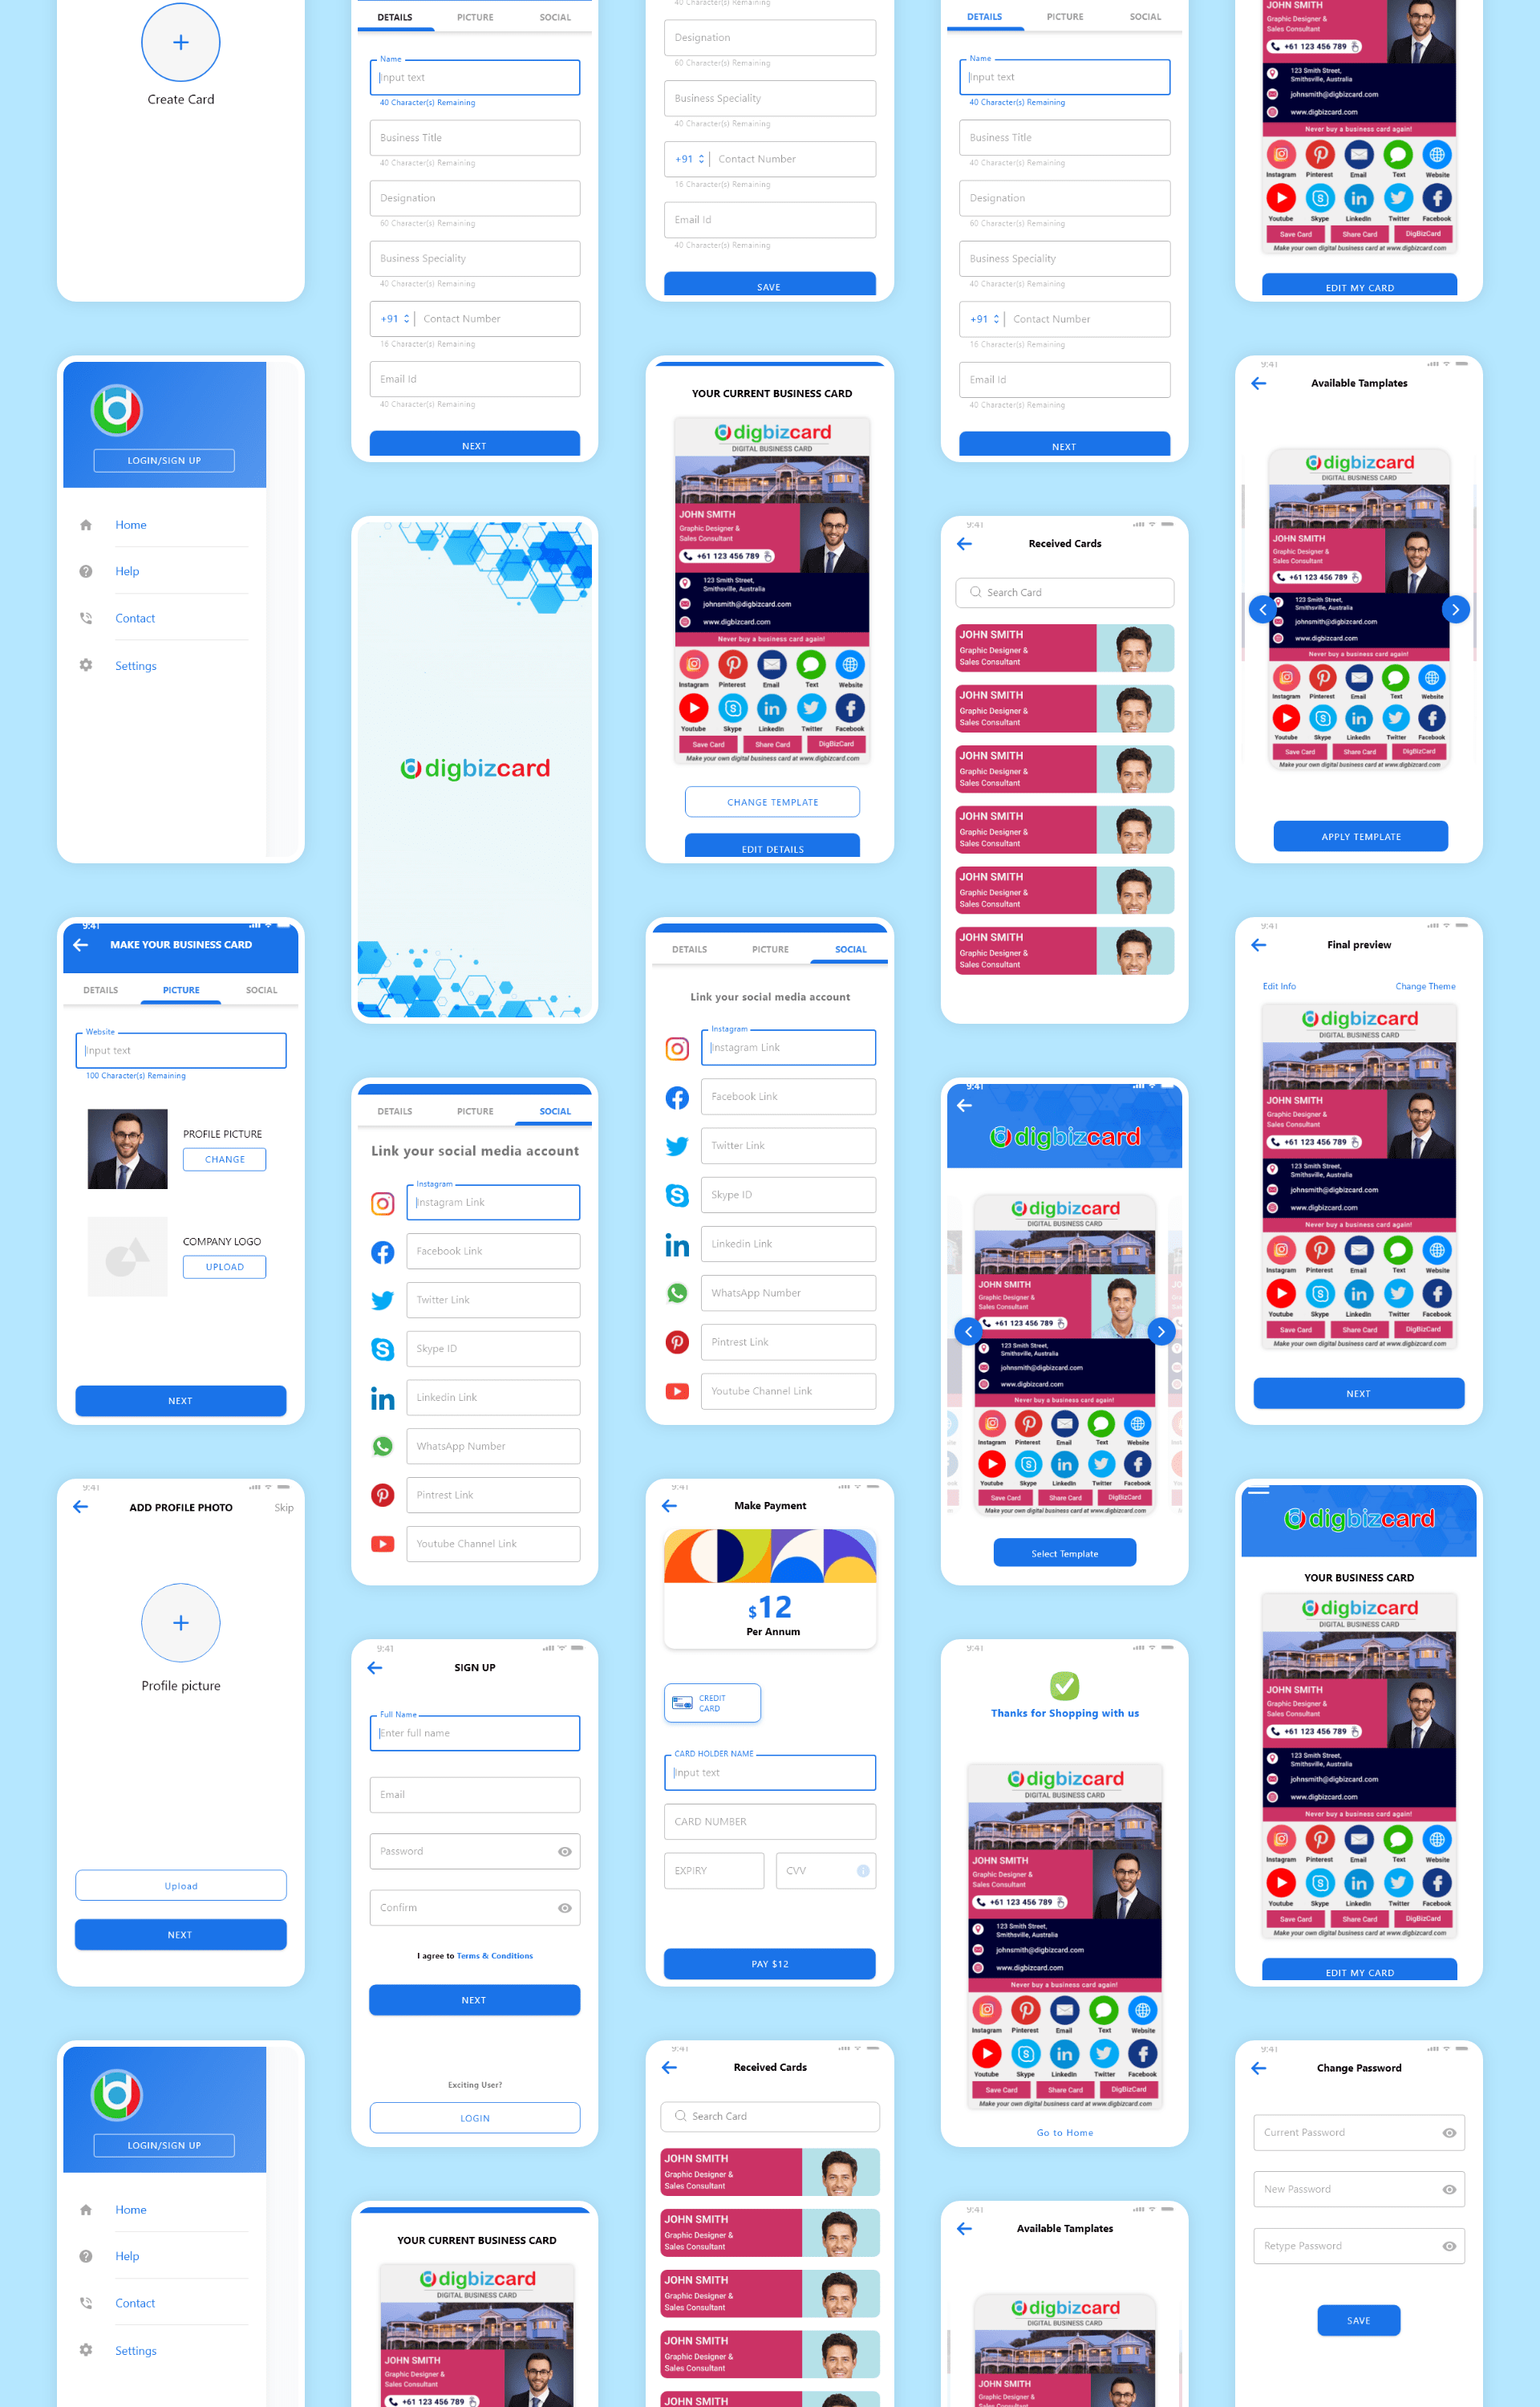 Create Card
LOGIN/SIGN UP
Home
Help
Contact
Settings
9:41
MAKE YOUR BUSINESS CARD
DETAILS
PICTURE
SOCIAL
Website
Input text
100 Character(s) Remaining
PROFILE PICTURE
CHANGE
COMPANY LOGO
UPLOAD
NEXT
9:41
ADD PROFILE PHOTO
Skip
Profile picture
Upload
NEXT
LOGIN/SIGN UP
Home
Help
Contact
Settings
DETAILS
PICTURE
SOCIAL
Name
Input text
40 Character(s) Remaining
Business Title
40 Character(s) Remaining
Designation
60 Character(s) Remaining
Business Speciality
40 Character(s) Remaining
+91
Contact Number
16 Character(s) Remaining
Email Id
40 Character(s) Remaining
NEXT
digbizcard
DETAILS
PICTURE
SOCIAL
Link your social media account
Instagram
Instagram Link
Facebook Link
Twitter Link
Skype ID
Linkedin Link
WhatsApp Number
Pintrest Link
Youtube Channel Link
9:41
SIGN UP
Full Name
Enter full name
Email
Password
Confirm
I agree to Terms & Conditions
NEXT
Exciting User?
LOGIN
YOUR CURRENT BUSINESS CARD
digbizcard
DIGITAL BUSINESS CARD
JOHN SMITH
Graphic Designer &
Sales Consultant
+61 123 456 789
40 Character(s) Remaining
Designation
60 Character(s) Remaining
Business Speciality
40 Character(s) Remaining
+91
Contact Number
16 Character(s) Remaining
Email Id
40 Character(s) Remaining
SAVE
YOUR CURRENT BUSINESS CARD
digbizcard
DIGITAL BUSINESS CARD
JOHN SMITH
Graphic Designer &
Sales Consultant
+61 123 456 789
123 Smith Street,
Smithsville, Australia
johnsmith@digbizcard.com
www.digbizcard.com
Never buy a business card again!
Instagram Pinterest Email Text Website
Youtube Skype LinkedIn Twitter Facebook
Save Card Share Card DigBizCard
Make your own digital business card at www.digbizcard.com
CHANGE TEMPLATE
EDIT DETAILS
DETAILS
PICTURE
SOCIAL
Link your social media account
Instagram
Instagram Link
Facebook Link
Twitter Link
Skype ID
Linkedin Link
WhatsApp Number
Pintrest Link
Youtube Channel Link
9:41
Make Payment
$12
Per Annum
CREDIT
CARD
CARD HOLDER NAME
Input text
CARD NUMBER
EXPIRY
CVV
PAY $12
9:41
Received Cards
Search Card
JOHN SMITH
Graphic Designer &
Sales Consultant
JOHN SMITH
Graphic Designer &
Sales Consultant
JOHN SMITH
Graphic Designer &
Sales Consultant
JOHN SMITH
Graphic Designer &
Sales Consultant
JOHN SMITH
DETAILS
PICTURE
SOCIAL
Name
Input text
40 Character(s) Remaining
Business Title
40 Character(s) Remaining
Designation
60 Character(s) Remaining
Business Speciality
40 Character(s) Remaining
+91
Contact Number
16 Character(s) Remaining
Email Id
40 Character(s) Remaining
NEXT
9:41
Received Cards
Search Card
JOHN SMITH
Graphic Designer &
Sales Consultant
JOHN SMITH
Graphic Designer &
Sales Consultant
JOHN SMITH
Graphic Designer &
Sales Consultant
JOHN SMITH
Graphic Designer &
Sales Consultant
JOHN SMITH
Graphic Designer &
Sales Consultant
JOHN SMITH
Graphic Designer &
Sales Consultant
9:41
digbizcard
digbizcard
DIGITAL BUSINESS CARD
JOHN SMITH
Graphic Designer &
Sales Consultant
+61 123 456 789
123 Smith Street,
Smithsville, Australia
johnsmith@digbizcard.com
www.digbizcard.com
Never buy a business card again!
Instagram Pinterest Email Text Website
Youtube Skype LinkedIn Twitter Facebook
Save Card Share Card DigBizCard
Make your own digital business card at www.digbizcard.com
Select Template
9:41
Thanks for Shopping with us
digbizcard
DIGITAL BUSINESS CARD
JOHN SMITH
Graphic Designer &
Sales Consultant
+61 123 456 789
123 Smith Street,
Smithsville, Australia
johnsmith@digbizcard.com
www.digbizcard.com
Never buy a business card again!
Instagram Pinterest Email Text Website
Youtube Skype LinkedIn Twitter Facebook
Save Card Share Card DigBizCard
Make your own digital business card at www.digbizcard.com
Go to Home
9:41
Available Tamplates
digbizcard
DIGITAL BUSINESS CARD
JOHN SMITH
Graphic Designer &
Sales Consultant
+61 123 456 789
JOHN SMITH
Graphic Designer &
Sales Consultant
+61 123 456 789
123 Smith Street,
Smithsville, Australia
johnsmith@digbizcard.com
www.digbizcard.com
Never buy a business card again!
Instagram Pinterest Email Text Website
Youtube Skype LinkedIn Twitter Facebook
Save Card Share Card DigBizCard
Make your own digital business card at www.digbizcard.com
EDIT MY CARD
9:41
Available Tamplates
digbizcard
DIGITAL BUSINESS CARD
JOHN SMITH
Graphic Designer &
Sales Consultant
+61 123 456 789
123 Smith Street,
Smithsville, Australia
johnsmith@digbizcard.com
www.digbizcard.com
Never buy a business card again!
Instagram Pinterest Email Text Website
Youtube Skype LinkedIn Twitter Facebook
Save Card Share Card DigBizCard
Make your own digital business card at www.digbizcard.com
APPLY TEMPLATE
9:41
Final preview
Edit Info
Change Theme
digbizcard
DIGITAL BUSINESS CARD
JOHN SMITH
Graphic Designer &
Sales Consultant
+61 123 456 789
123 Smith Street,
Smithsville, Australia
johnsmith@digbizcard.com
www.digbizcard.com
Never buy a business card again!
Instagram Pinterest Email Text Website
Youtube Skype LinkedIn Twitter Facebook
Save Card Share Card DigBizCard
Make your own digital business card at www.digbizcard.com
NEXT
digbizcard
YOUR BUSINESS CARD
digbizcard
DIGITAL BUSINESS CARD
JOHN SMITH
Graphic Designer &
Sales Consultant
+61 123 456 789
123 Smith Street,
Smithsville, Australia
johnsmith@digbizcard.com
www.digbizcard.com
Never buy a business card again!
Instagram Pinterest Email Text Website
Youtube Skype LinkedIn Twitter Facebook
Save Card Share Card DigBizCard
Make your own digital business card at www.digbizcard.com
EDIT MY CARD
9:41
Change Password
Current Password
New Password
Retype Password
SAVE